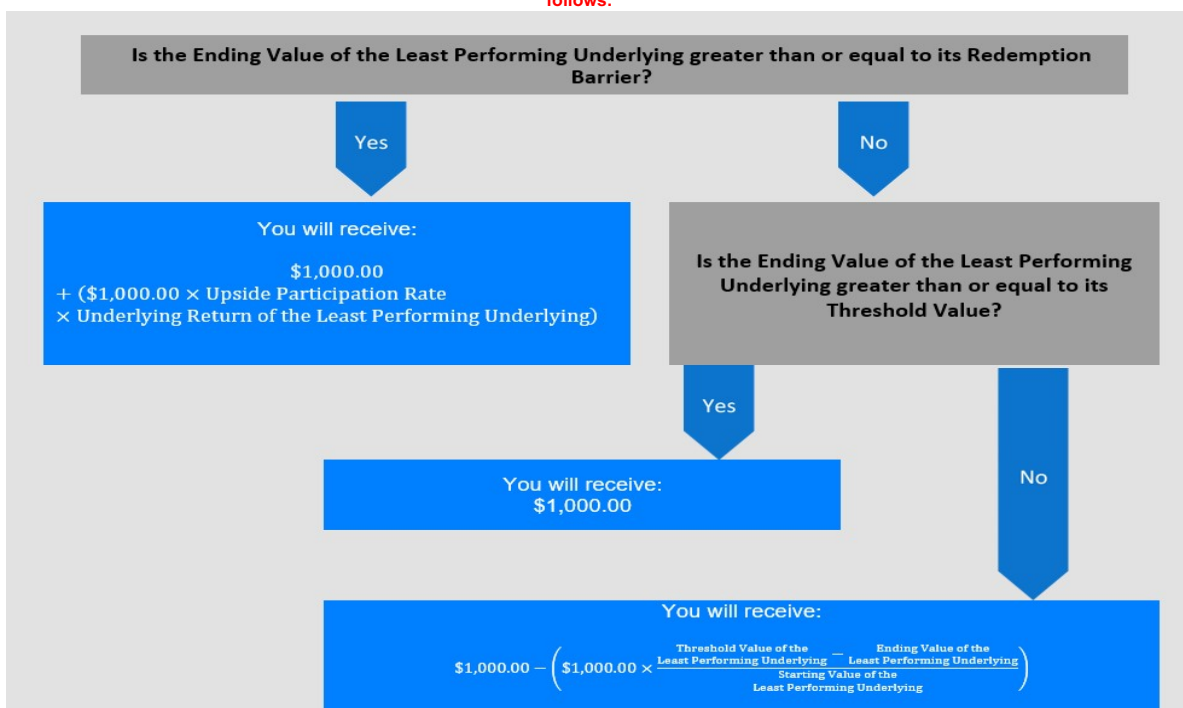 follows:
Is the Ending Value of the Least Performing Underlying greater than or equal to its Redemption
Barrier?
Yes
No
You will receive:
$1,000.00
+ ($1,000.00 × Upside Participation Rate
× Underlying Return of the Least Performing Underlying)
Is the Ending Value of the Least Performing
Underlying greater than or equal to its
Threshold Value?
Yes
No
You will receive:
$1,000.00
You will receive:
$1,000.00 − ($1,000.00 × (Threshold Value of the Least Performing Underlying − Ending Value of the Least Performing Underlying) / Starting Value of the Least Performing Underlying)